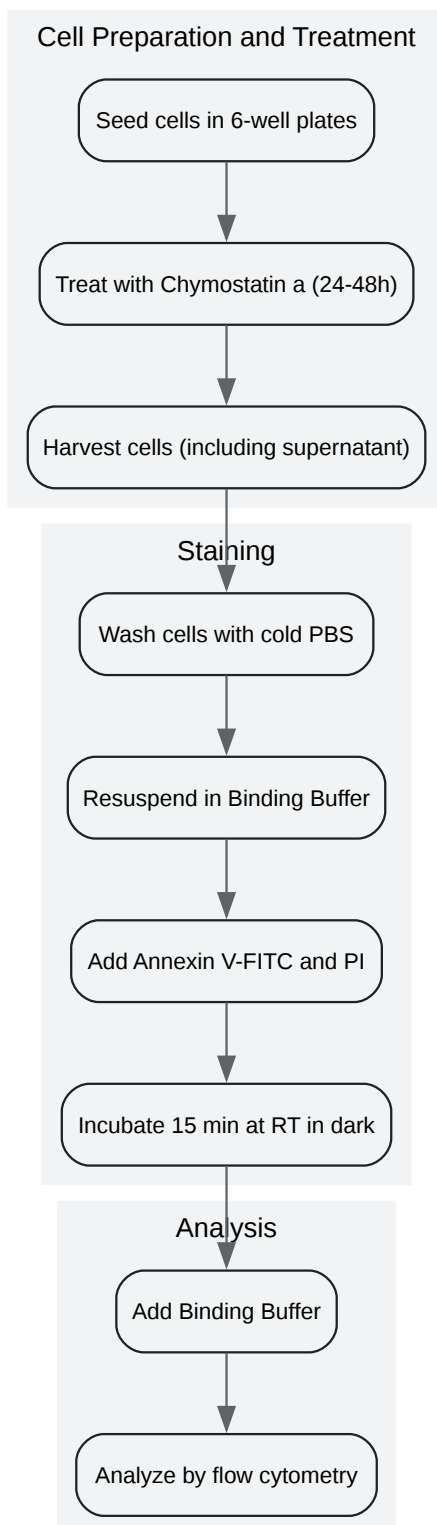 Cell Preparation and Treatment
Seed cells in 6-well plates
Treat with Chymostatin a (24-48h)
Harvest cells (including supernatant)
Staining
Wash cells with cold PBS
Resuspend in Binding Buffer
Add Annexin V-FITC and PI
Incubate 15 min at RT in dark
Analysis
Add Binding Buffer
Analyze by flow cytometry